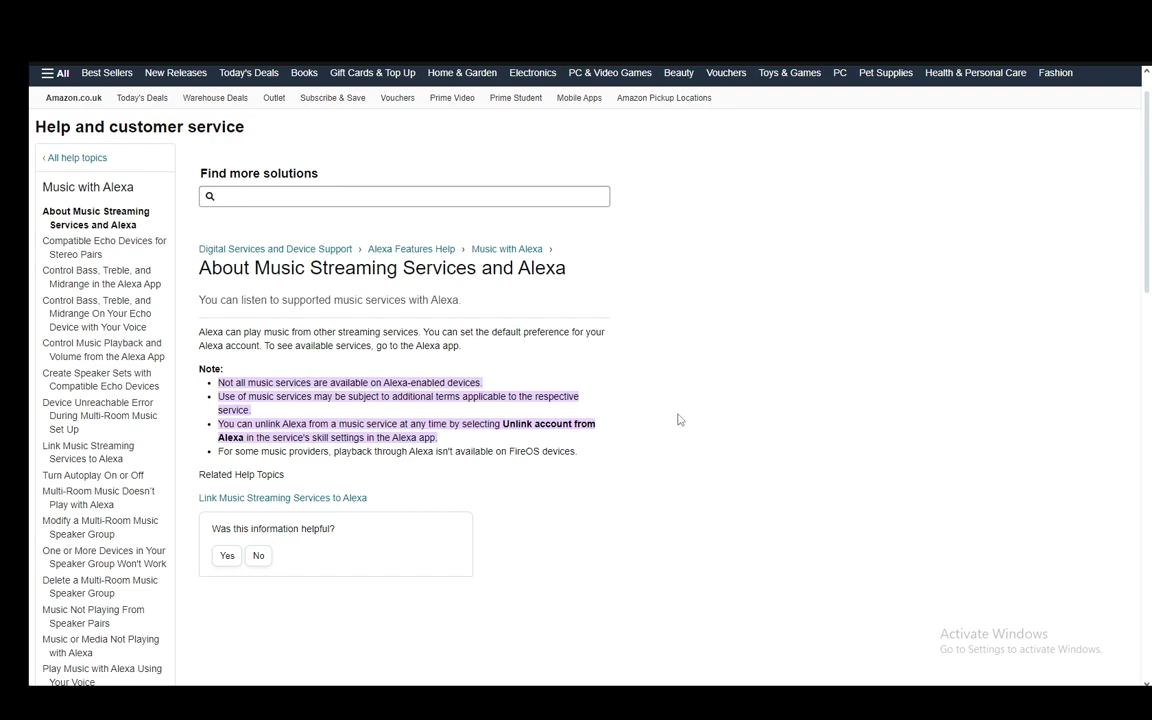 All Best Sellers New Releases Today's Deals Books Gift Cards & Top Up Home & Garden Electronics PC & Video Games Beauty Vouchers Toys & Games PC Pet Supplies Health & Personal Care Fashion
Amazon.co.uk Today's Deals Warehouse Deals Outlet Subscribe & Save Vouchers Prime Video Prime Student Mobile Apps Amazon Pickup Locations
Help and customer service
‹ All help topics
Music with Alexa
About Music Streaming
Services and Alexa
Compatible Echo Devices for
Stereo Pairs
Control Bass, Treble, and
Midrange in the Alexa App
Control Bass, Treble, and
Midrange On Your Echo
Device with Your Voice
Control Music Playback and
Volume from the Alexa App
Create Speaker Sets with
Compatible Echo Devices
Device Unreachable Error
During Multi-Room Music
Set Up
Link Music Streaming
Services to Alexa
Turn Autoplay On or Off
Multi-Room Music Doesn't
Play with Alexa
Modify a Multi-Room Music
Speaker Group
One or More Devices in Your
Speaker Group Won't Work
Delete a Multi-Room Music
Speaker Group
Music Not Playing From
Speaker Pairs
Music or Media Not Playing
with Alexa
Play Music with Alexa Using
Your Voice
Find more solutions
Digital Services and Device Support › Alexa Features Help › Music with Alexa ›
About Music Streaming Services and Alexa
You can listen to supported music services with Alexa.
Alexa can play music from other streaming services. You can set the default preference for your
Alexa account. To see available services, go to the Alexa app.
Note:
• Not all music services are available on Alexa-enabled devices.
• Use of music services may be subject to additional terms applicable to the respective
service.
• You can unlink Alexa from a music service at any time by selecting Unlink account from
Alexa in the service's skill settings in the Alexa app.
• For some music providers, playback through Alexa isn't available on FireOS devices.
Related Help Topics
Link Music Streaming Services to Alexa
Was this information helpful?
Yes No
Activate Windows
Go to Settings to activate Windows.